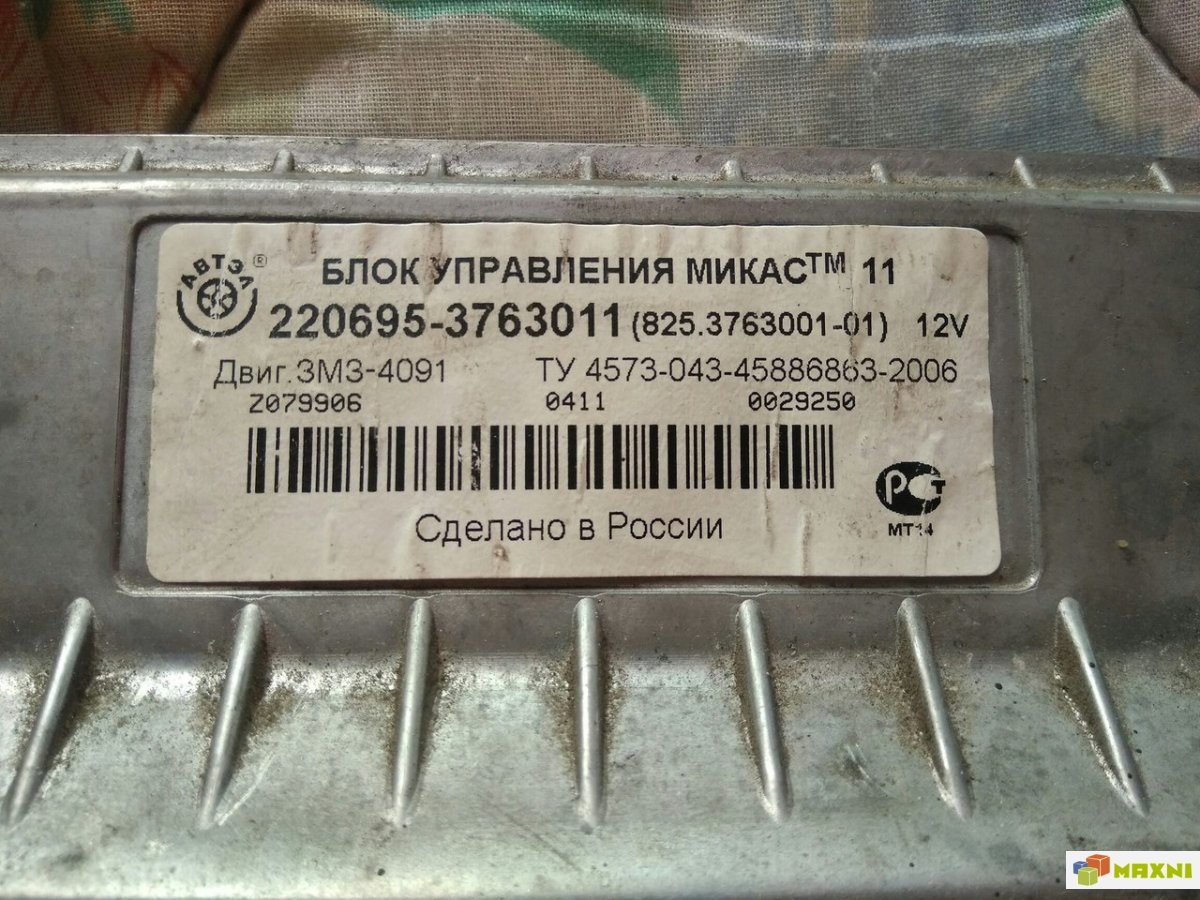 АВТЭЛ ®
БЛОК УПРАВЛЕНИЯ МИКАС™ 11
220695-3763011 (825.3763001-01) 12V
Двиг.ЗМЗ-4091 ТУ 4573-043-45886863-2006
Z079906 0411 0029250
Сделано в России
РСТ
МТ14
MAXNI